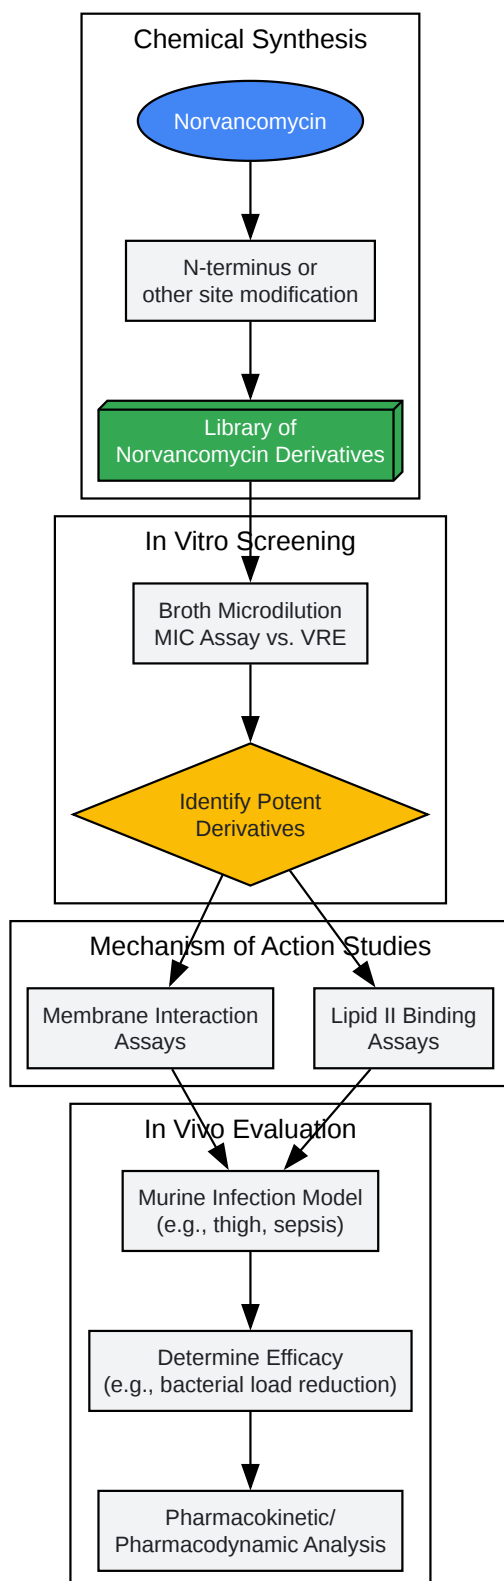 Chemical Synthesis
Norvancomycin
N-terminus or
other site modification
Library of
Norvancomycin Derivatives
In Vitro Screening
Broth Microdilution
MIC Assay vs. VRE
Identify Potent
Derivatives
Mechanism of Action Studies
Membrane Interaction
Assays
Lipid II Binding
Assays
In Vivo Evaluation
Murine Infection Model
(e.g., thigh, sepsis)
Determine Efficacy
(e.g., bacterial load reduction)
Pharmacokinetic/
Pharmacodynamic Analysis